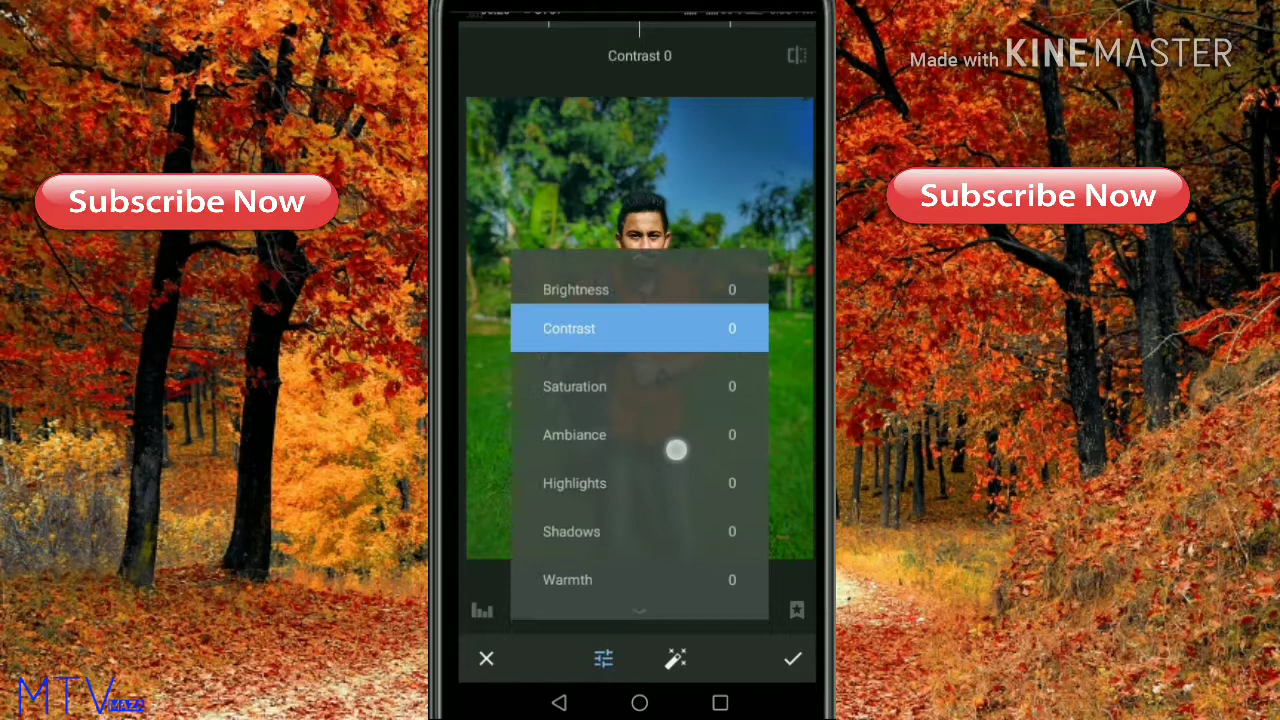 Contrast 0
Made with KINEMASTER
Subscribe Now
Subscribe Now
Brightness 0
Contrast 0
Saturation 0
Ambiance 0
Highlights 0
Shadows 0
Warmth 0
MTV